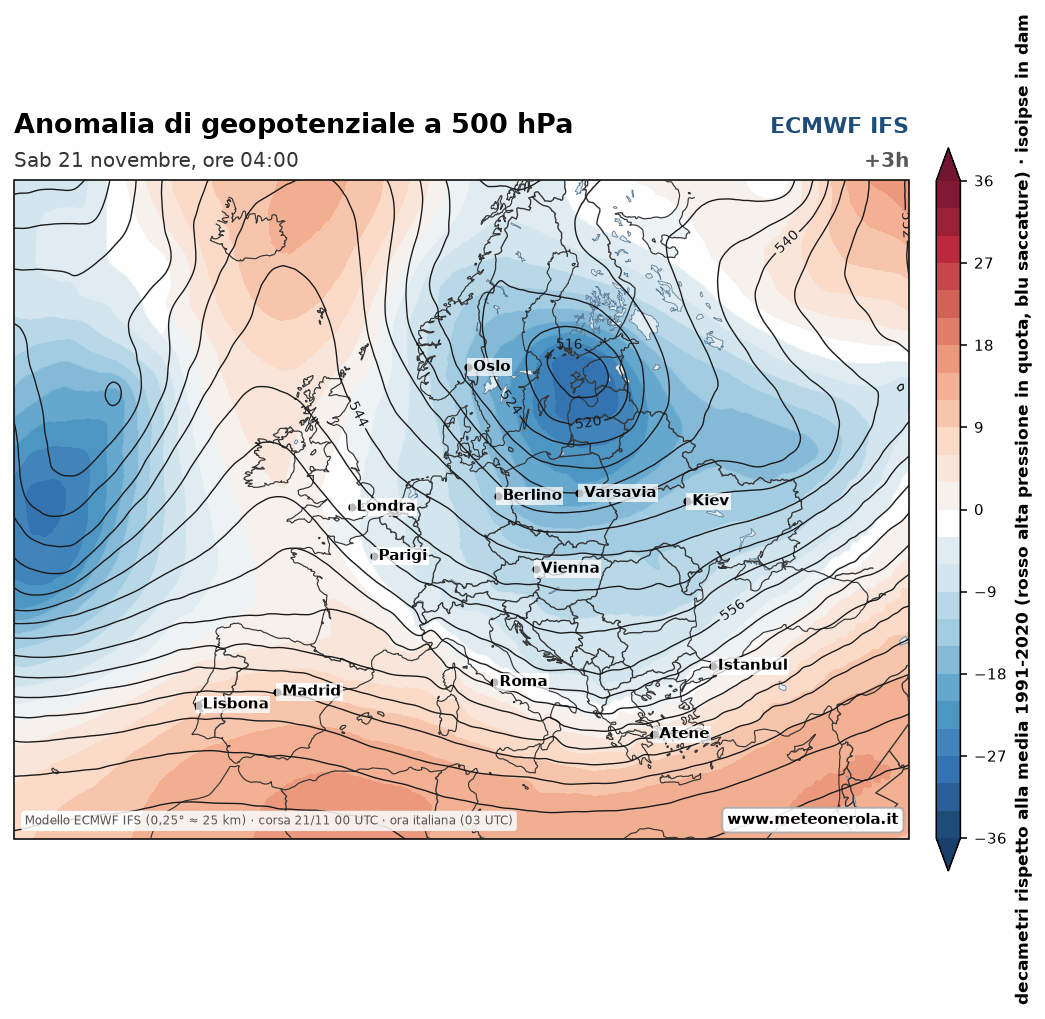 Anomalia di geopotenziale a 500 hPa
ECMWF IFS
Sab 21 novembre, ore 04:00
+3h
540
552
516
Oslo
544
524
520
Berlino
Varsavia
Kiev
Londra
Parigi
Vienna
556
Istanbul
Roma
Madrid
Lisbona
Atene
Modello ECMWF IFS (0,25° ≈ 25 km) · corsa 21/11 00 UTC · ora italiana (03 UTC)
www.meteonerola.it
36
27
18
9
0
−9
−18
−27
−36
decametri rispetto alla media 1991-2020 (rosso alta pressione in quota, blu saccature) · isoipse in dam